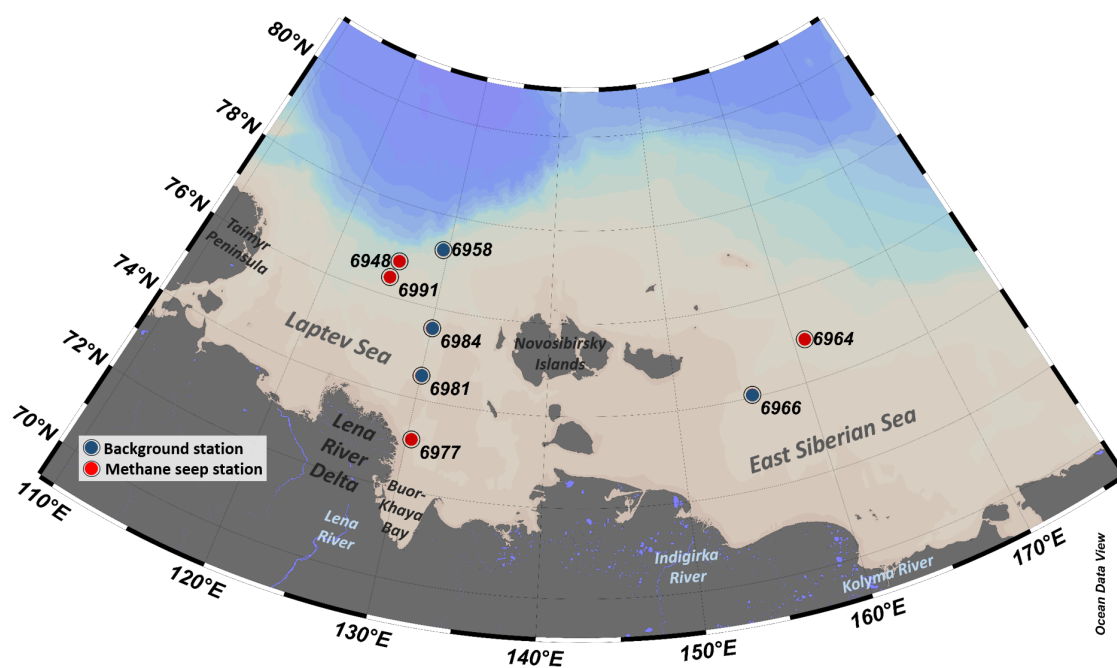 80°N
78°N
76°N
74°N
72°N
70°N
110°E
120°E
130°E
140°E
150°E
160°E
170°E
Taimyr
Peninsula
6948
6958
6991
Laptev Sea
6984
Novosibirsky
Islands
6964
6981
6966
East Siberian Sea
Lena
River
Delta
6977
Background station
Methane seep station
Buor-
Khaya
Bay
Lena
River
Indigirka
River
Kolyma River
Ocean Data View